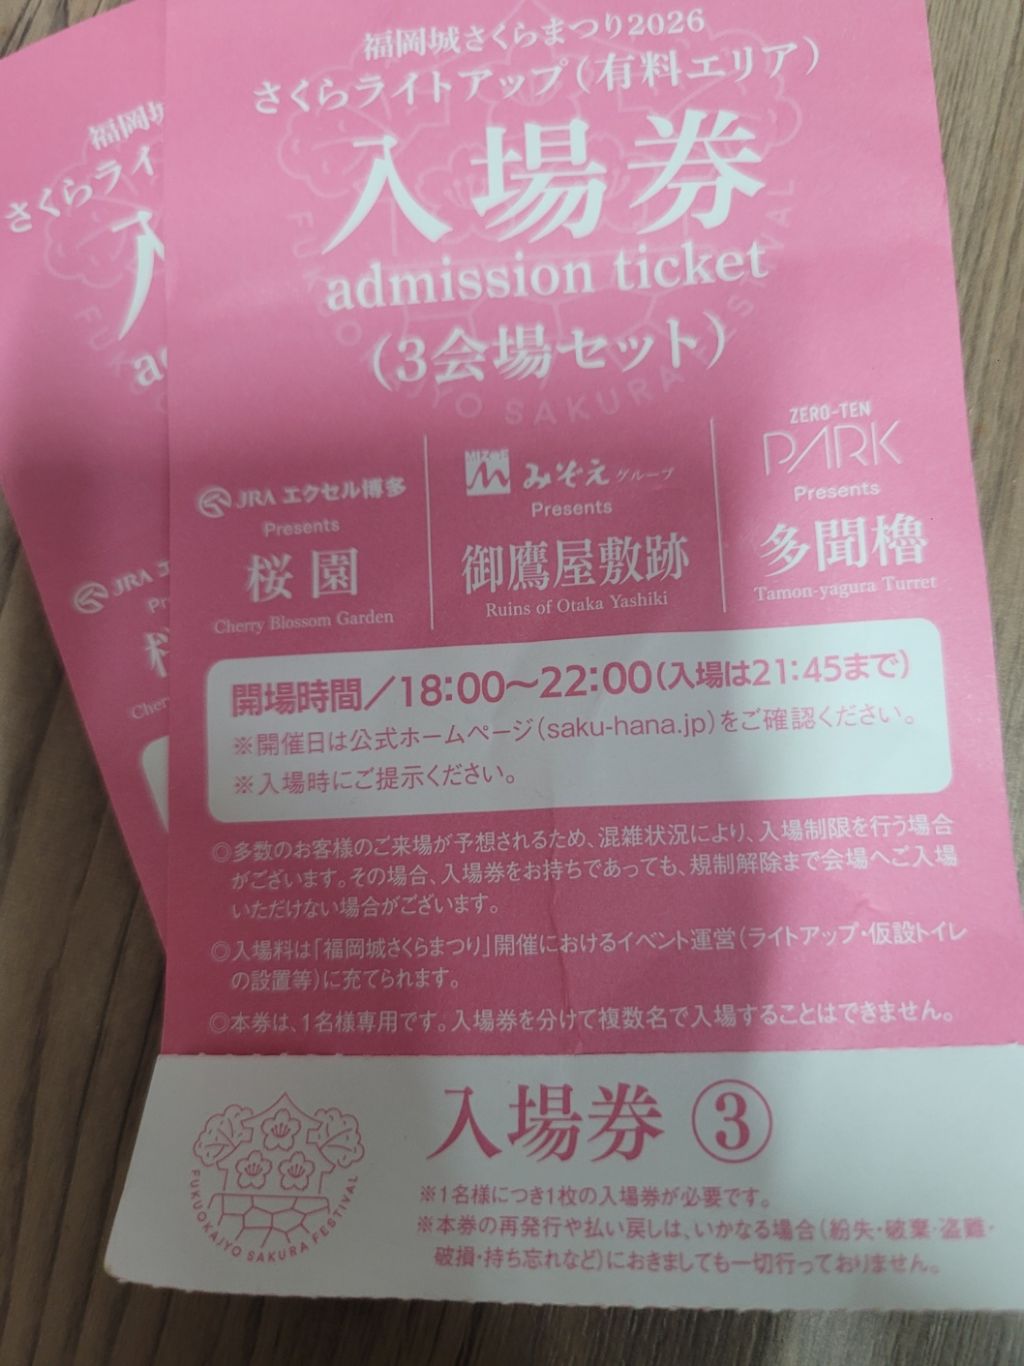 福岡城さくらまつり2026
さくらライトアップ(有料エリア)
入場券
admission ticket
(3会場セット)
JRA エクセル博多
Presents
桜園
Cherry Blossom Garden
MIZOE
みぞえグループ
Presents
御鷹屋敷跡
Ruins of Otaka Yashiki
ZERO-TEN
PARK
Presents
多聞櫓
Tamon-yagura Turret
開場時間/18:00〜22:00(入場は21:45まで)
※開催日は公式ホームページ(saku-hana.jp)をご確認ください。
※入場時にご提示ください。
◎多数のお客様のご来場が予想されるため、混雑状況により、入場制限を行う場合
がございます。その場合、入場券をお持ちであっても、規制解除まで会場へご入場
いただけない場合がございます。
◎入場料は「福岡城さくらまつり」開催におけるイベント運営(ライトアップ・仮設トイレ
の設置等)に充てられます。
◎本券は、1名様専用です。入場券を分けて複数名で入場することはできません。
FUKUOKAJYO SAKURA FESTIVAL
入場券 ③
※1名様につき1枚の入場券が必要です。
※本券の再発行や払い戻しは、いかなる場合(紛失・破棄・盗難・
破損・持ち忘れなど)におきましても一切行っておりません。
福岡城
さくらライ
入
ad
JRA エ
Pr
桜
Cher